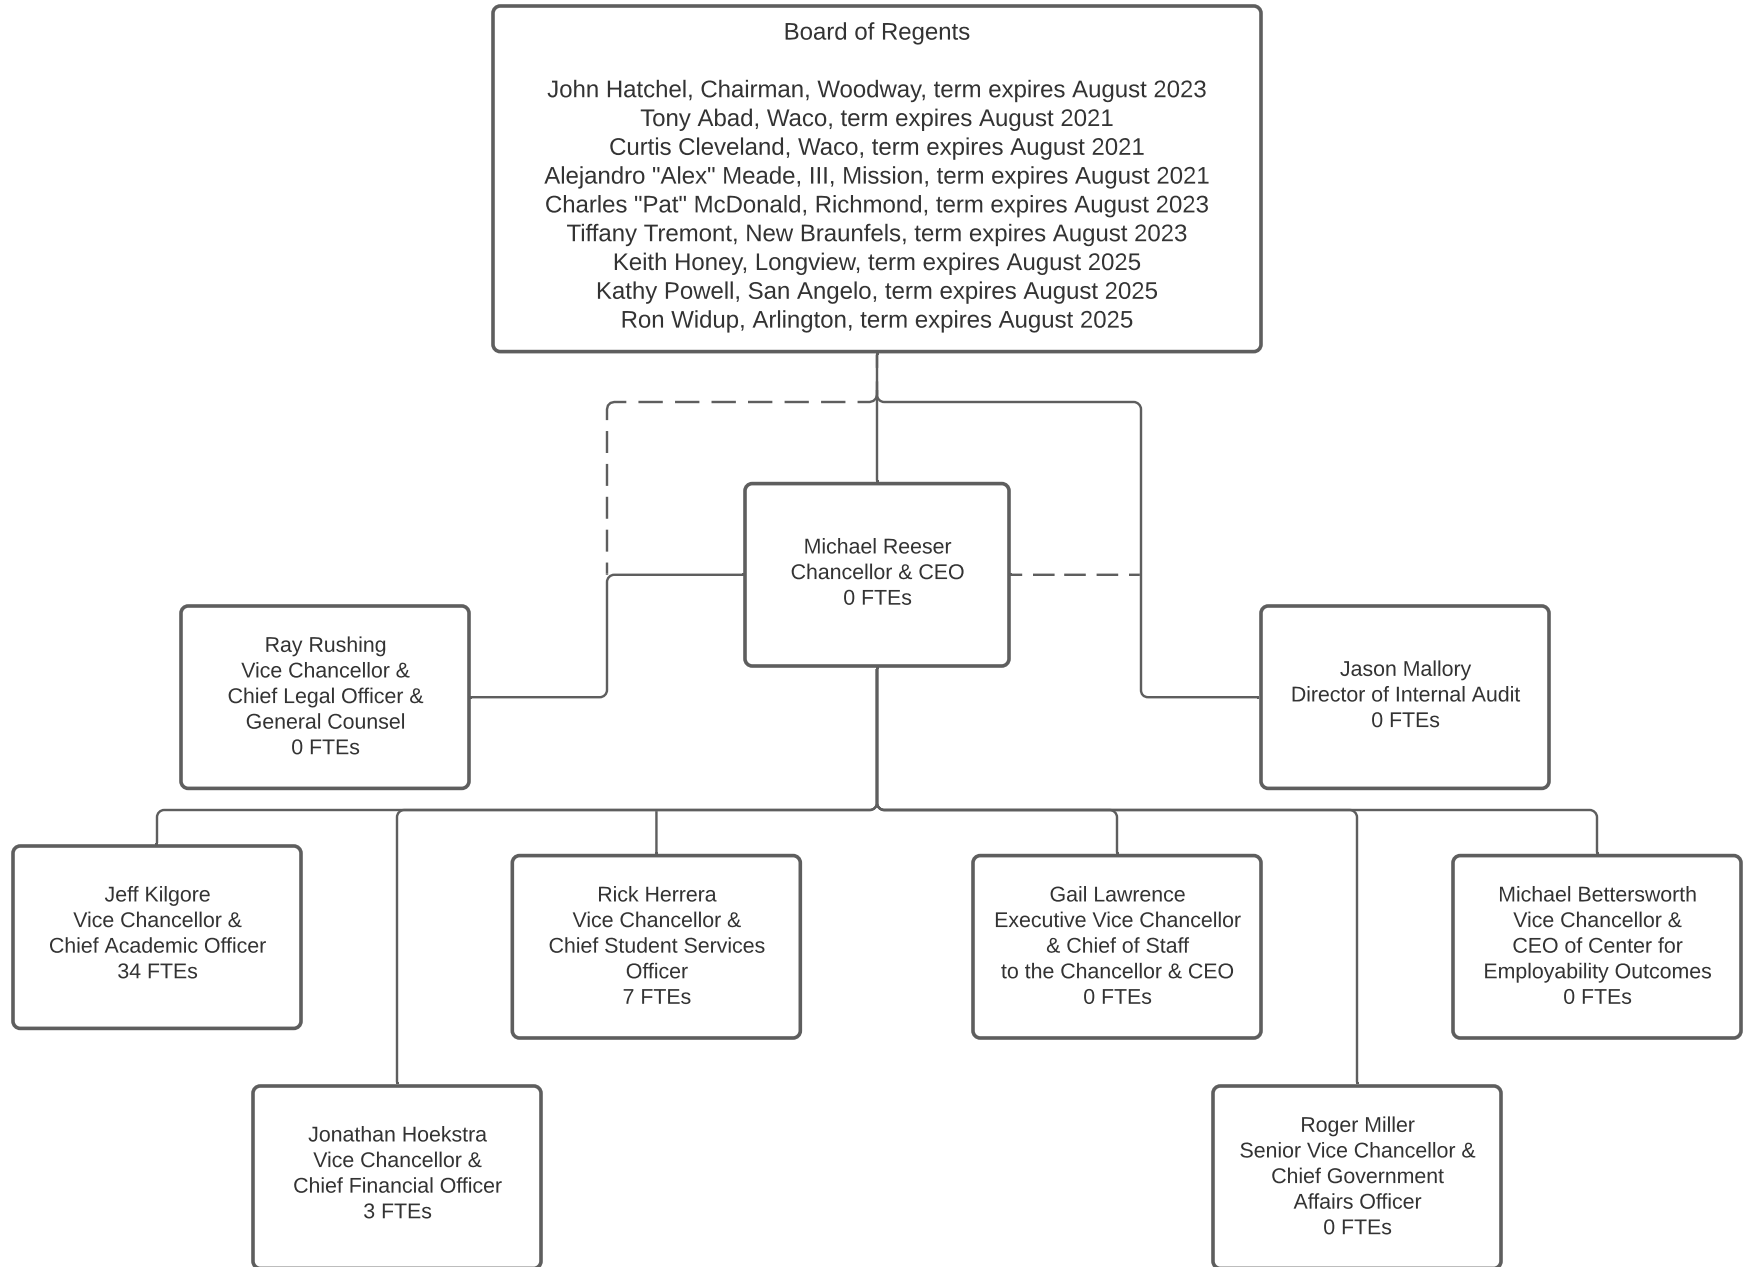 Board of Regents
John Hatchel, Chairman, Woodway, term expires August 2023
Tony Abad, Waco, term expires August 2021
Curtis Cleveland, Waco, term expires August 2021
Alejandro "Alex" Meade, III, Mission, term expires August 2021
Charles "Pat" McDonald, Richmond, term expires August 2023
Tiffany Tremont, New Braunfels, term expires August 2023
Keith Honey, Longview, term expires August 2025
Kathy Powell, San Angelo, term expires August 2025
Ron Widup, Arlington, term expires August 2025
Michael Reeser
Chancellor & CEO
0 FTEs
Ray Rushing
Vice Chancellor &
Chief Legal Officer &
General Counsel
0 FTEs
Jason Mallory
Director of Internal Audit
0 FTEs
Jeff Kilgore
Vice Chancellor &
Chief Academic Officer
34 FTEs
Rick Herrera
Vice Chancellor &
Chief Student Services
Officer
7 FTEs
Gail Lawrence
Executive Vice Chancellor
& Chief of Staff
to the Chancellor & CEO
0 FTEs
Michael Bettersworth
Vice Chancellor &
CEO of Center for
Employability Outcomes
0 FTEs
Jonathan Hoekstra
Vice Chancellor &
Chief Financial Officer
3 FTEs
Roger Miller
Senior Vice Chancellor &
Chief Government
Affairs Officer
0 FTEs